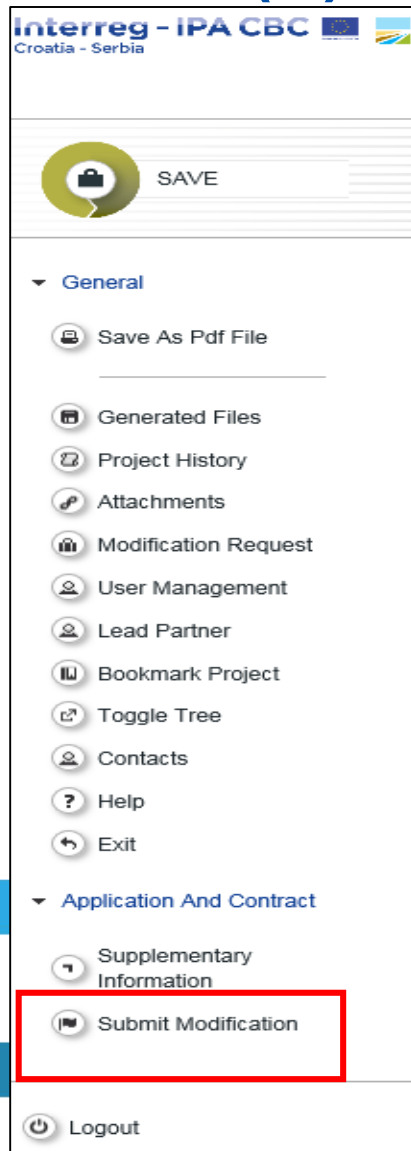 Interreg - IPA CBC
Croatia - Serbia
SAVE
General
Save As Pdf File
Generated Files
Project History
Attachments
Modification Request
User Management
Lead Partner
Bookmark Project
Toggle Tree
Contacts
Help
Exit
Application And Contract
Supplementary
Information
Submit Modification
Logout